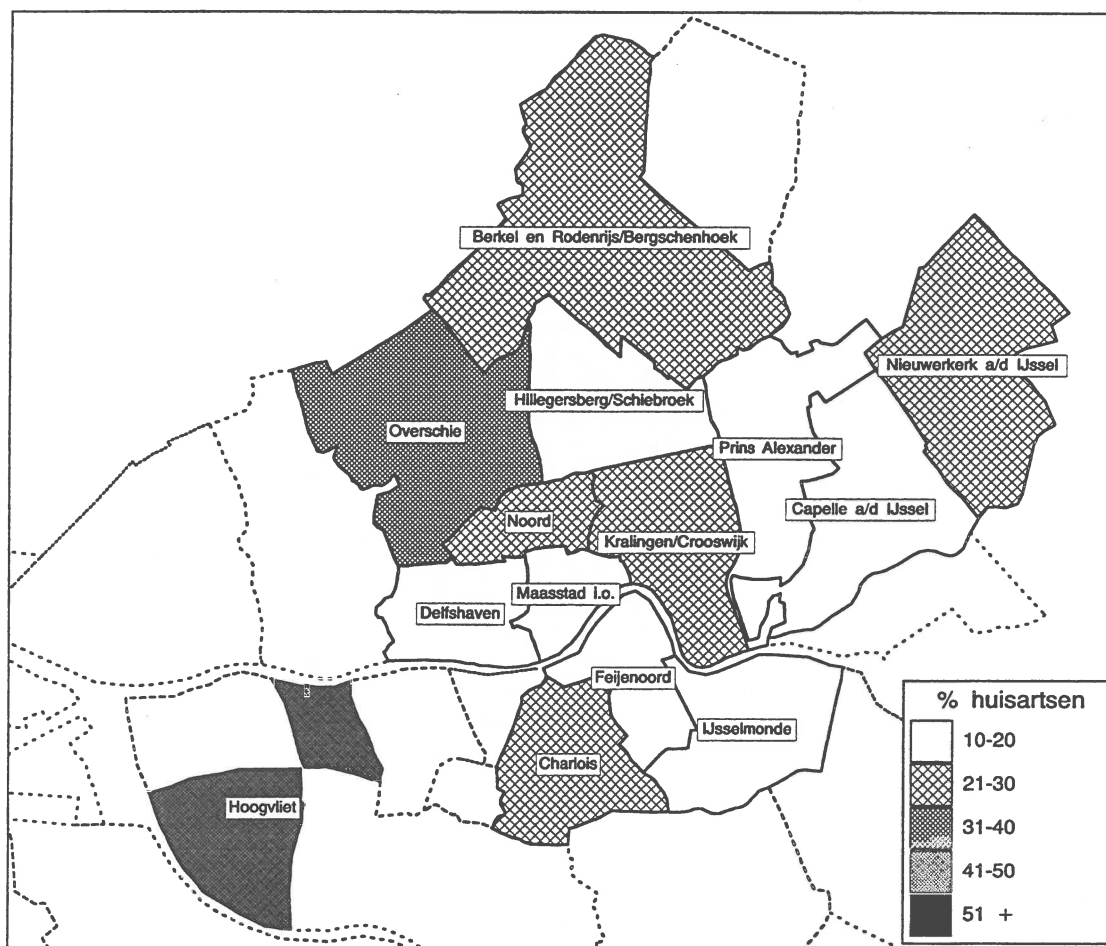 Berkel en Rodenrijs/Bergschenhoek
Nieuwerkerk a/d IJssel
Hillegersberg/Schiebroek
Overschie
Prins Alexander
Capelle a/d IJssel
Noord
Kralingen/Crooswijk
Maasstad i.o.
Delfshaven
Feijenoord
IJsselmonde
Charlois
Hoogvliet
% huisartsen
10-20
21-30
31-40
41-50
51 +